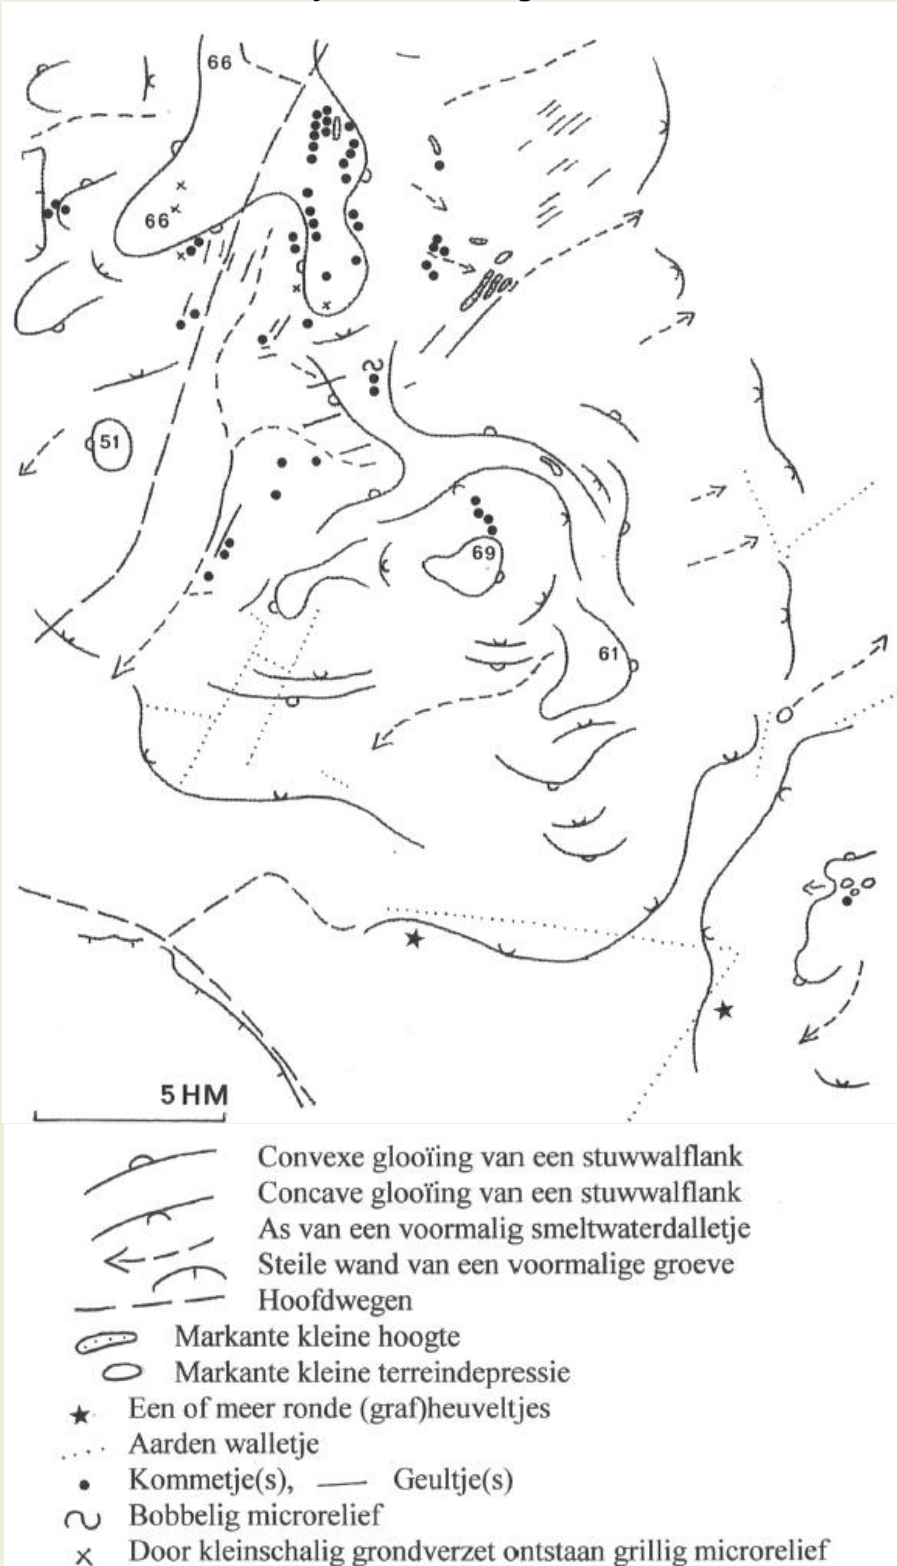 66
66
51
69
61
5 HM
Convexe glooïing van een stuwwalflank
Concave glooïing van een stuwwalflank
As van een voormalig smeltwaterdalletje
Steile wand van een voormalige groeve
Hoofdwegen
Markante kleine hoogte
Markante kleine terreindepressie
Een of meer ronde (graf)heuveltjes
Aarden walletje
Kommetje(s), Geultje(s)
Bobbelig microrelief
Door kleinschalig grondverzet ontstaan grillig microrelief